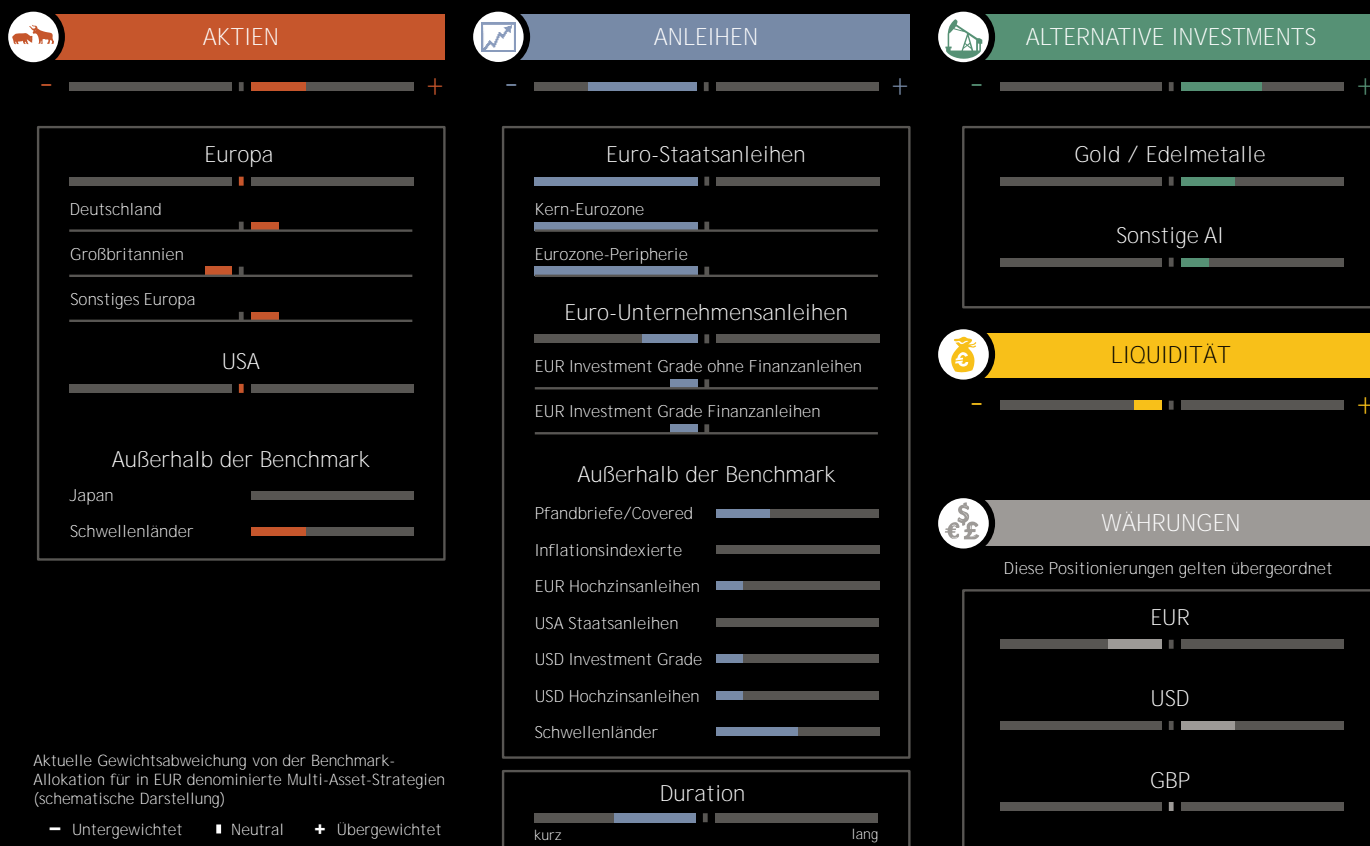 AKTIEN
- +
Europa
Deutschland
Großbritannien
Sonstiges Europa
USA
Außerhalb der Benchmark
Japan
Schwellenländer
Aktuelle Gewichtsabweichung von der Benchmark-
Allokation für in EUR denominierte Multi-Asset-Strategien
(schematische Darstellung)
- Untergewichtet Neutral + Übergewichtet
ANLEIHEN
- +
Euro-Staatsanleihen
Kern-Eurozone
Eurozone-Peripherie
Euro-Unternehmensanleihen
EUR Investment Grade ohne Finanzanleihen
EUR Investment Grade Finanzanleihen
Außerhalb der Benchmark
Pfandbriefe/Covered
Inflationsindexierte
EUR Hochzinsanleihen
USA Staatsanleihen
USD Investment Grade
USD Hochzinsanleihen
Schwellenländer
Duration
kurz lang
ALTERNATIVE INVESTMENTS
- +
Gold / Edelmetalle
Sonstige AI
€
LIQUIDITÄT
- +
$
€£
WÄHRUNGEN
Diese Positionierungen gelten übergeordnet
EUR
USD
GBP